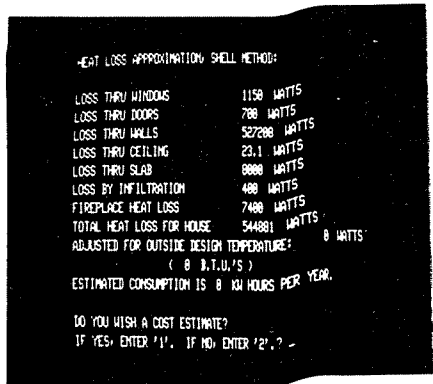 HEAT LOSS APPROXIMATION, SHELL METHOD:
LOSS THRU WINDOWS 1150 WATTS
LOSS THRU DOORS 700 WATTS
LOSS THRU WALLS 527200 WATTS
LOSS THRU CEILING 23.1 WATTS
LOSS THRU SLAB 8000 WATTS
LOSS BY INFILTRATION 400 WATTS
FIREPLACE HEAT LOSS 7400 WATTS
TOTAL HEAT LOSS FOR HOUSE 544881 WATTS
ADJUSTED FOR OUTSIDE DESIGN TEMPERATURE: 0 WATTS
( 0 B.T.U.'S )
ESTIMATED CONSUMPTION IS 0 KW HOURS PER YEAR.
DO YOU WISH A COST ESTIMATE?
IF YES, ENTER '1'. IF NO, ENTER '2'.? -